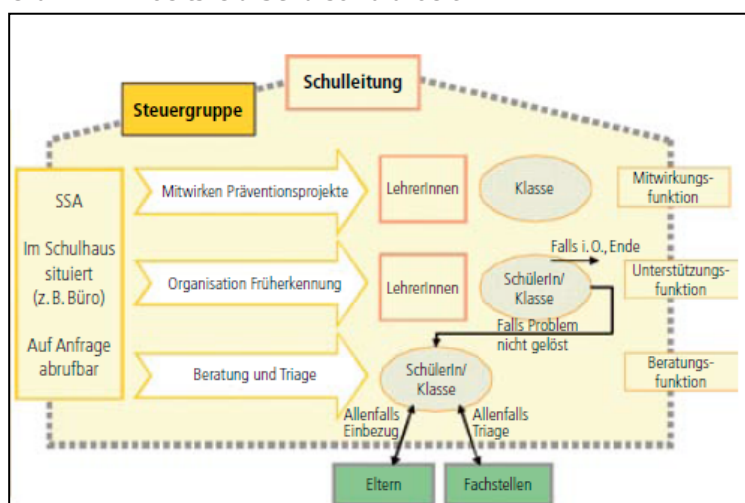 Schulleitung
Steuergruppe
SSA
Im Schulhaus
situiert
(z. B. Büro)
Auf Anfrage
abrufbar
Mitwirken Präventionsprojekte
LehrerInnen
Klasse
Mitwirkungs-
funktion
Organisation Früherkennung
LehrerInnen
SchülerIn/
Klasse
Falls i. O., Ende
Unterstützungs-
funktion
Falls Problem
nicht gelöst
Beratung und Triage
SchülerIn/
Klasse
Beratungs-
funktion
Allenfalls
Einbezug
Allenfalls
Triage
Eltern
Fachstellen